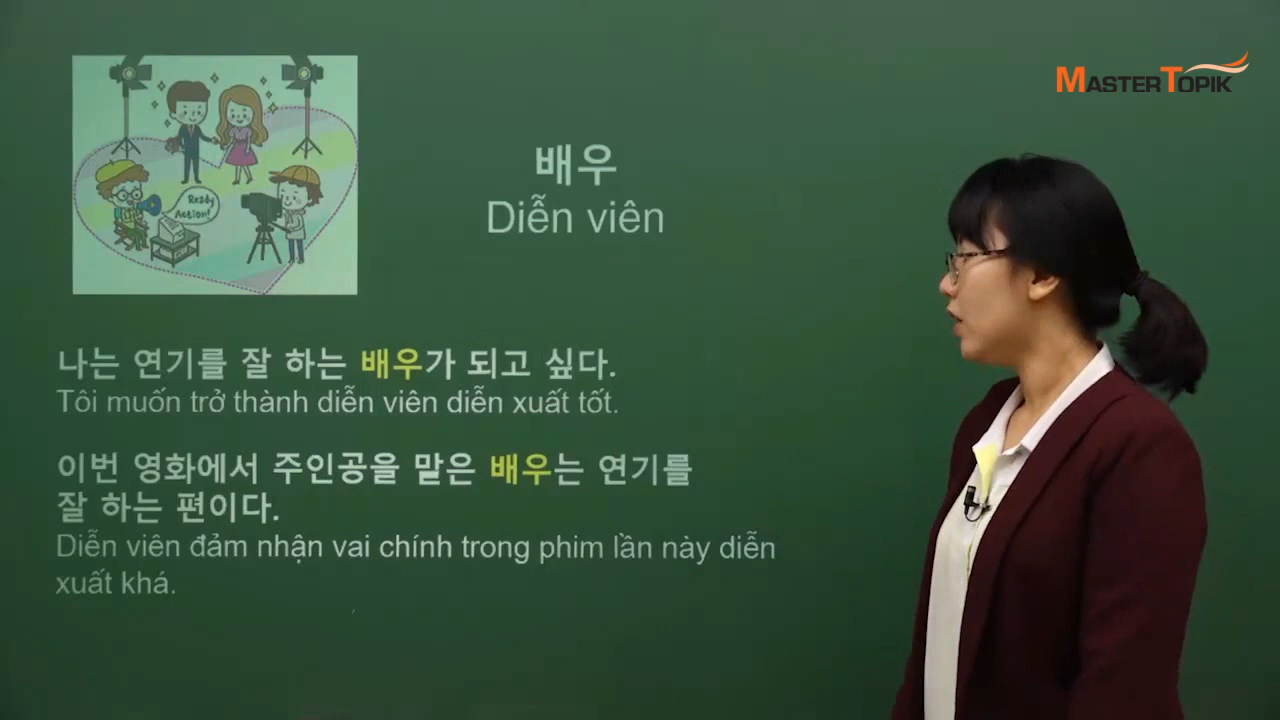 MASTERTOPIK
Ready
Action!
배우
Diễn viên
나는 연기를 잘 하는 배우가 되고 싶다.
Tôi muốn trở thành diễn viên diễn xuất tốt.
이번 영화에서 주인공을 맡은 배우는 연기를
잘 하는 편이다.
Diễn viên đảm nhận vai chính trong phim lần này diễn
xuất khá.